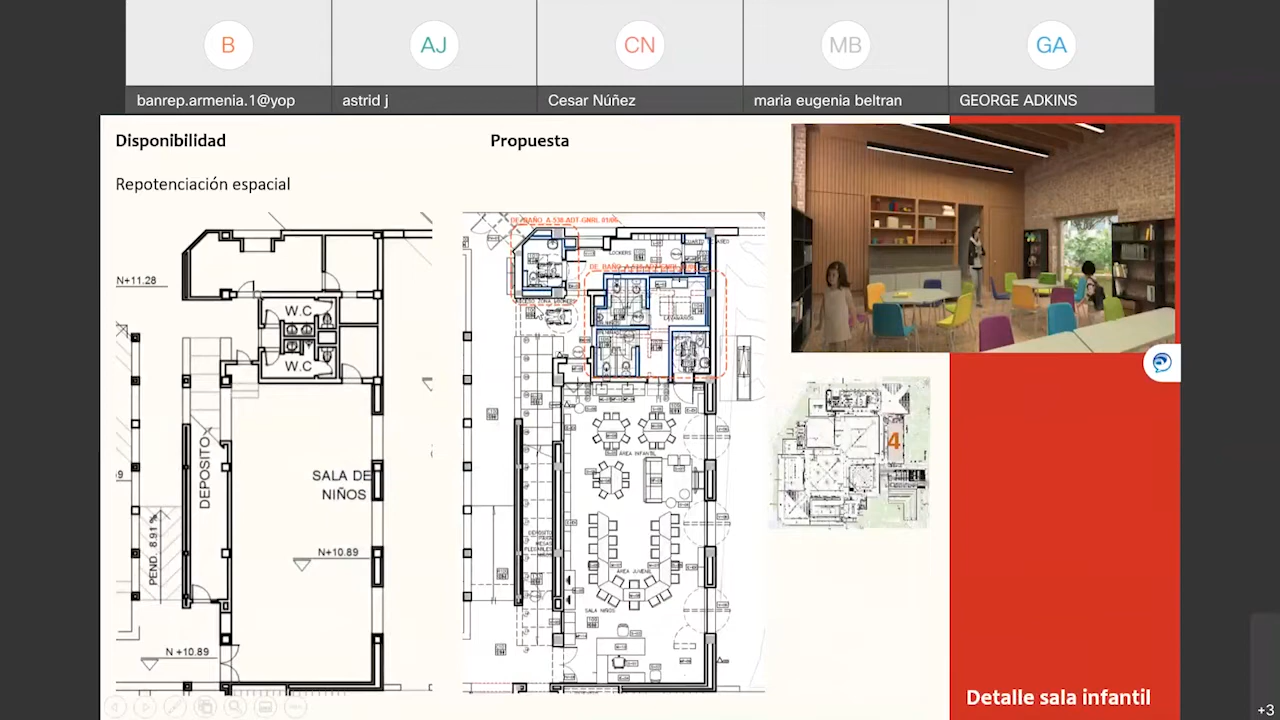 B
AJ
CN
MB
GA
banrep.armenia.1@yop
astrid j
Cesar Núñez
maria eugenia beltran
GEORGE ADKINS
Disponibilidad
Propuesta
Repotenciación espacial
N+11.28
W.C
W.C
DEPOSITO
SALA DE
NIÑOS
N+10.89
PEND. 8.91 %
N +10.89
LOCKERS
ÁREA INFANTIL
ÁREA JUVENIL
SALA NIÑOS
4
Detalle sala infantil
+3